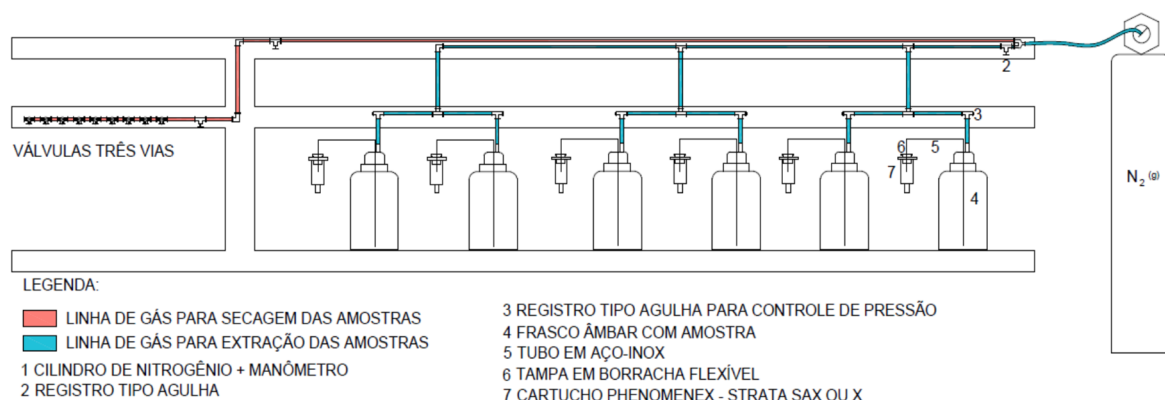 2
3
VÁLVULAS TRÊS VIAS
6
5
7
4
N2 (g)
LEGENDA:
LINHA DE GÁS PARA SECAGEM DAS AMOSTRAS
LINHA DE GÁS PARA EXTRAÇÃO DAS AMOSTRAS
1 CILINDRO DE NITROGÊNIO + MANÔMETRO
2 REGISTRO TIPO AGULHA
3 REGISTRO TIPO AGULHA PARA CONTROLE DE PRESSÃO
4 FRASCO ÂMBAR COM AMOSTRA
5 TUBO EM AÇO-INOX
6 TAMPA EM BORRACHA FLEXÍVEL
7 CARTUCHO PHENOMENEX - STRATA SAX OU X